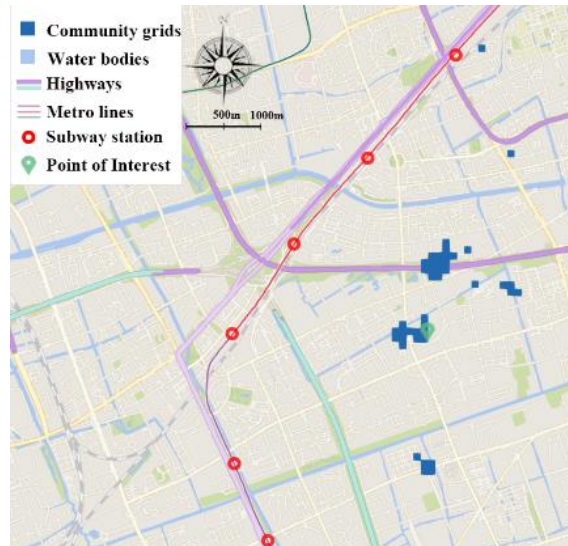 Community grids
Water bodies
Highways
Metro lines
Subway station
Point of Interest
500m 1000m